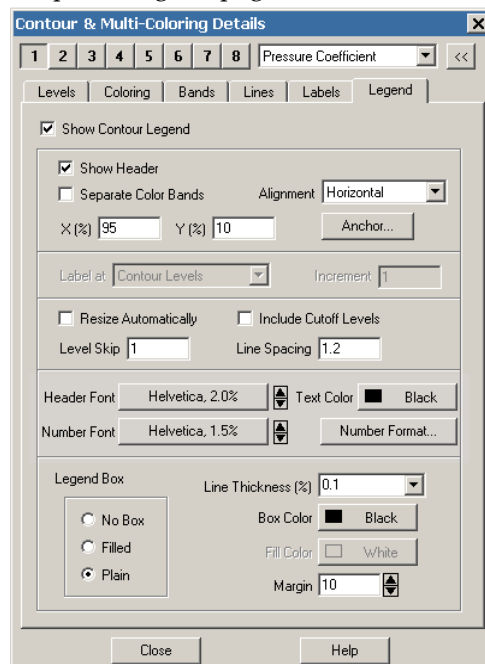 Contour & Multi-Coloring Details
1 2 3 4 5 6 7 8 Pressure Coefficient <<
Levels Coloring Bands Lines Labels Legend
Show Contour Legend
Show Header
Separate Color Bands Alignment Horizontal
X (%) 95 Y (%) 10 Anchor...
Label at Contour Levels Increment 1
Resize Automatically Include Cutoff Levels
Level Skip 1 Line Spacing 1.2
Header Font Helvetica, 2.0% Text Color Black
Number Font Helvetica, 1.5% Number Format...
Legend Box Line Thickness (%) 0.1
No Box Box Color Black
Filled Fill Color White
Plain Margin 10
Close Help